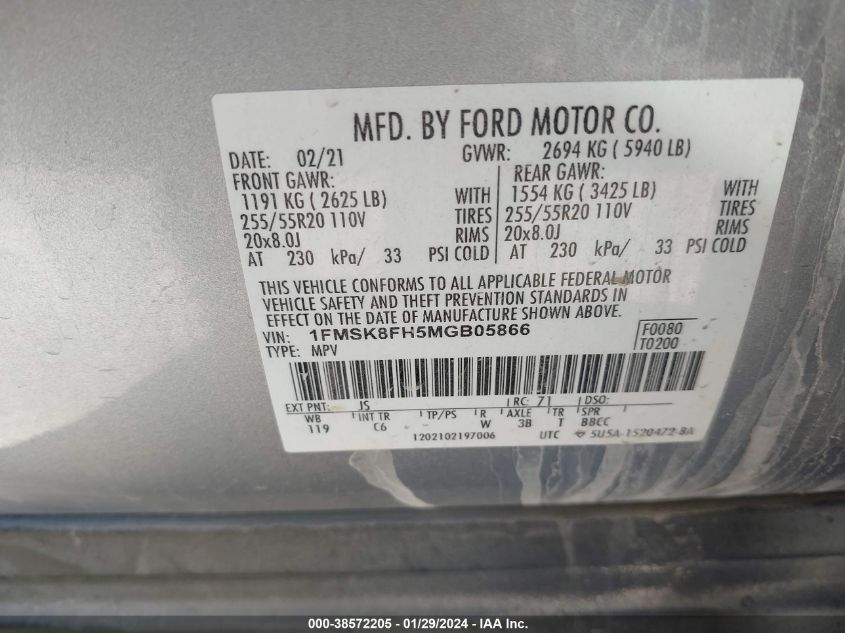 MFD. BY FORD MOTOR CO.
DATE: 02/21 GVWR: 2694 KG ( 5940 LB)
FRONT GAWR: REAR GAWR:
1191 KG ( 2625 LB) WITH 1554 KG ( 3425 LB) WITH
255/55R20 110V TIRES 255/55R20 110V TIRES
20x8.0J RIMS 20x8.0J RIMS
AT 230 kPa/ 33 PSI COLD AT 230 kPa/ 33 PSI COLD
THIS VEHICLE CONFORMS TO ALL APPLICABLE FEDERAL MOTOR
VEHICLE SAFETY AND THEFT PREVENTION STANDARDS IN
EFFECT ON THE DATE OF MANUFACTURE SHOWN ABOVE.
VIN: 1FMSK8FH5MGB05866 F0080
TYPE: MPV T0200
EXT PNT: JS RC: 71 DSO:
WB INT TR TP/PS R AXLE TR SPR
119 C6 W 3B T BBCC
1202102197006 UTC 5U5A-1520472-BA
000-38572205 | 01/29/2024 - IAA Inc.